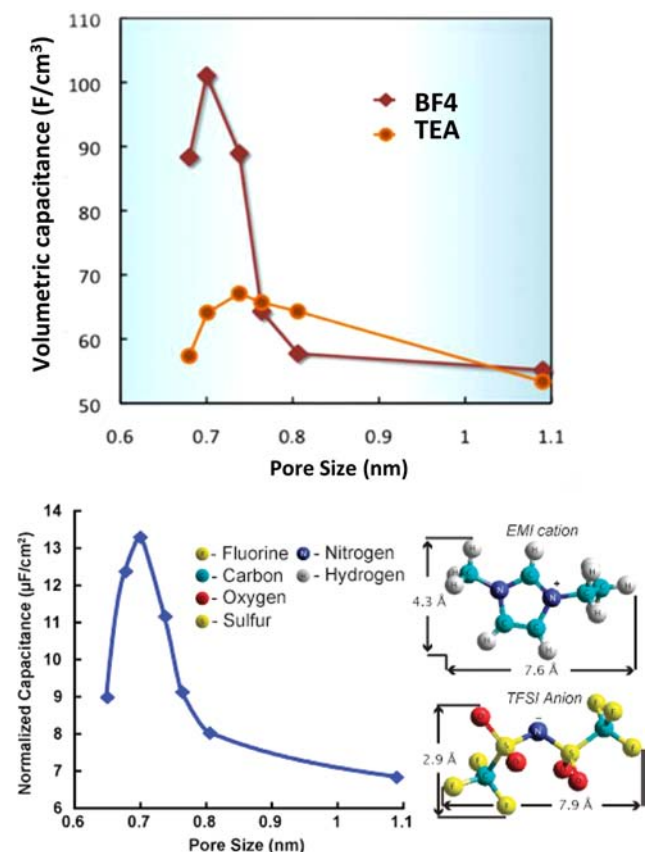 Volumetric capacitance (F/cm³)
110
100
90
80
70
60
50
BF4
TEA
0.6 0.7 0.8 0.9 1 1.1
Pore Size (nm)
Normalized Capacitance (µF/cm²)
14
13
12
11
10
9
8
7
6
- Fluorine - Nitrogen
- Carbon - Hydrogen
- Oxygen
- Sulfur
0.6 0.7 0.8 0.9 1 1.1
Pore Size (nm)
EMI cation
4.3 Å
7.6 Å
N
N
+
TFSI Anion
2.9 Å
7.9 Å